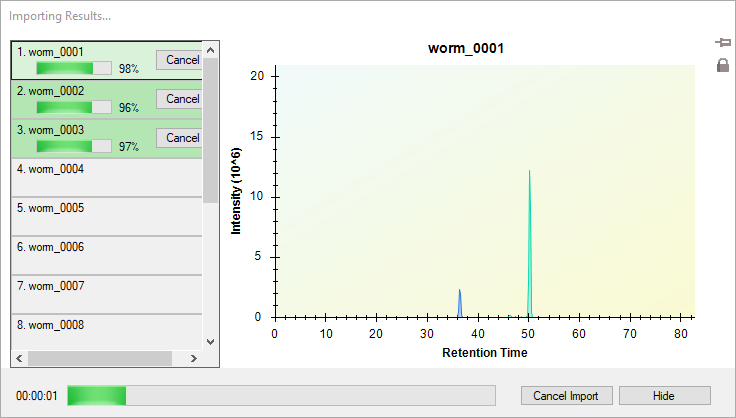 Importing Results...
1. worm_0001
98%
Cancel
2. worm_0002
96%
Cancel
3. worm_0003
97%
Cancel
4. worm_0004
5. worm_0005
6. worm_0006
7. worm_0007
8. worm_0008
worm_0001
Intensity (10^6)
20
15
10
5
0
0 10 20 30 40 50 60 70 80
Retention Time
00:00:01
Cancel Import
Hide